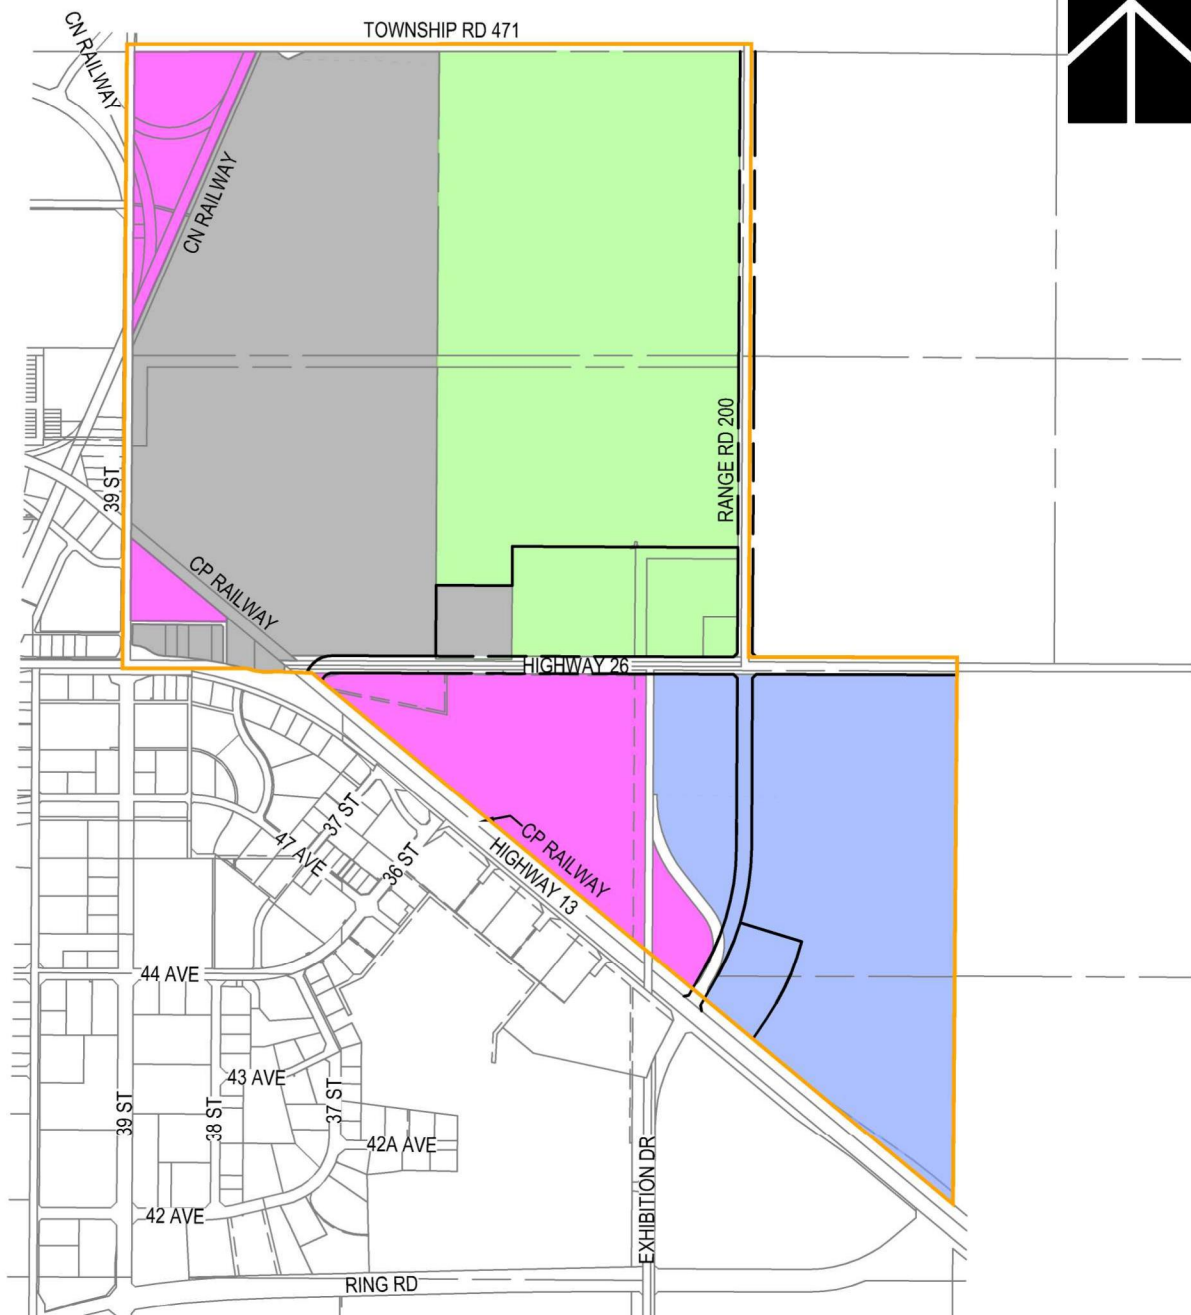 TOWNSHIP RD 471
CN RAILWAY
CN RAILWAY
RANGE RD 200
39 ST
CP RAILWAY
HIGHWAY 26
37 ST
47 AVE
36 ST
CP RAILWAY
HIGHWAY 13
44 AVE
43 AVE
39 ST
38 ST
37 ST
42A AVE
EXHIBITION DR
42 AVE
RING RD